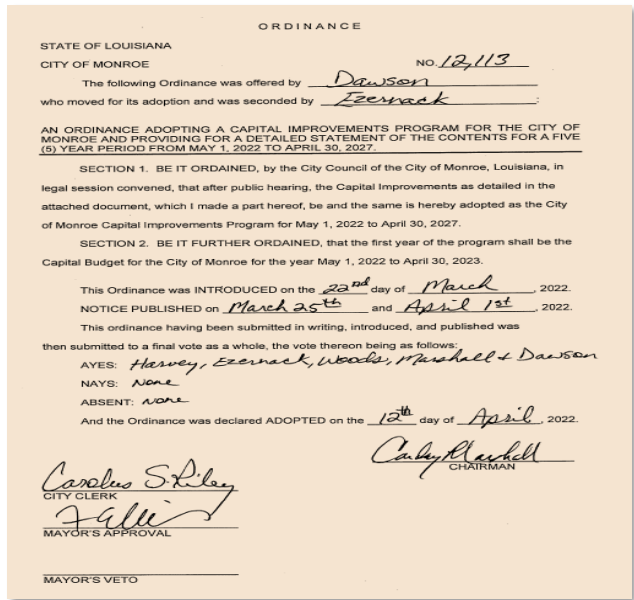 ORDINANCE
STATE OF LOUISIANA
CITY OF MONROE NO. 12,113
The following Ordinance was offered by Dawson
who moved for its adoption and was seconded by Ezernack :
AN ORDINANCE ADOPTING A CAPITAL IMPROVEMENTS PROGRAM FOR THE CITY OF
MONROE AND PROVIDING FOR A DETAILED STATEMENT OF THE CONTENTS FOR A FIVE
(5) YEAR PERIOD FROM MAY 1, 2022 TO APRIL 30, 2027.
SECTION 1. BE IT ORDAINED, by the City Council of the City of Monroe, Louisiana, in
legal session convened, that after public hearing, the Capital Improvements as detailed in the
attached document, which I made a part hereof, be and the same is hereby adopted as the City
of Monroe Capital Improvements Program for May 1, 2022 to April 30, 2027.
SECTION 2. BE IT FURTHER ORDAINED, that the first year of the program shall be the
Capital Budget for the City of Monroe for the year May 1, 2022 to April 30, 2023.
This Ordinance was INTRODUCED on the 22nd day of March, 2022.
NOTICE PUBLISHED on March 25th and April 1st, 2022.
This ordinance having been submitted in writing, introduced, and published was
then submitted to a final vote as a whole, the vote thereon being as follows:
AYES: Harvey, Ezernack, Woods, Marshall & Dawson
NAYS: None
ABSENT: None
And the Ordinance was declared ADOPTED on the 12th day of April, 2022.
CHAIRMAN
Carolus S. Riley
CITY CLERK
MAYOR'S APPROVAL
MAYOR'S VETO